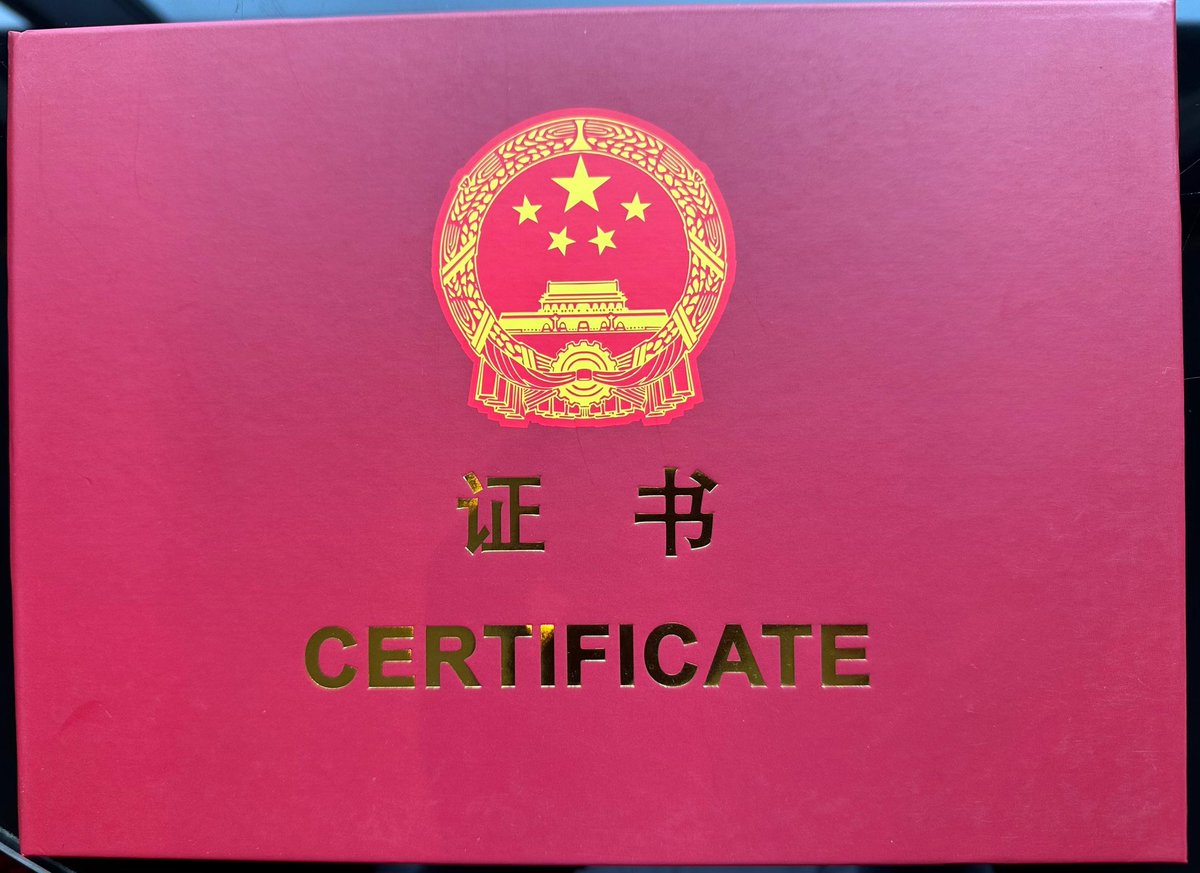 证 书
CERTIFICATE